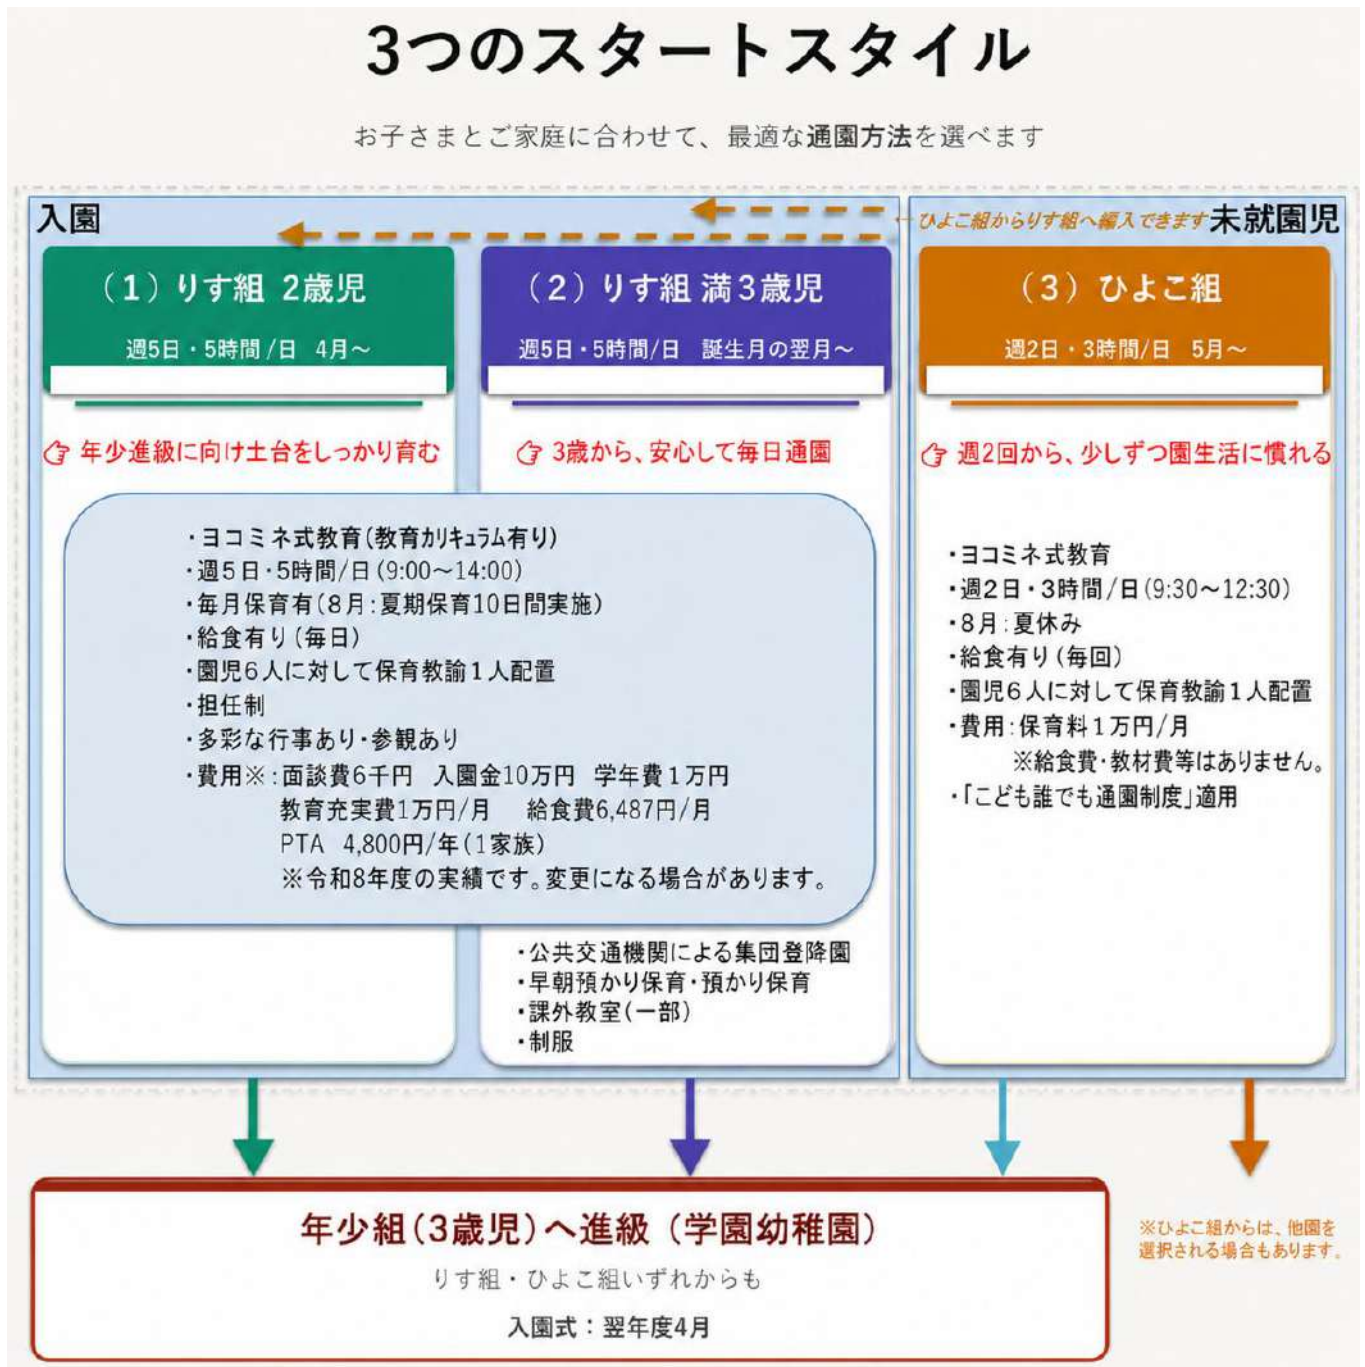 3つのスタートスタイル
お子さまとご家庭に合わせて、最適な通園方法を選べます
入園
←ひよこ組からりす組へ編入できます
未就園児
（1）りす組 2歳児
週5日・5時間/日 4月～
年少進級に向け土台をしっかり育む
（2）りす組 満3歳児
週5日・5時間/日 誕生月の翌月～
3歳から、安心して毎日通園
・ヨコミネ式教育(教育カリキュラム有り)
・週5日・5時間/日(9:00～14:00)
・毎月保育有(8月:夏期保育10日間実施)
・給食有り(毎日)
・園児6人に対して保育教諭1人配置
・担任制
・多彩な行事あり・参観あり
・費用※:面談費6千円 入園金10万円 学年費1万円
教育充実費1万円/月 給食費6,487円/月
PTA 4,800円/年(1家族)
※令和8年度の実績です。変更になる場合があります。
・公共交通機関による集団登降園
・早朝預かり保育・預かり保育
・課外教室(一部)
・制服
（3）ひよこ組
週2日・3時間/日 5月～
週2回から、少しずつ園生活に慣れる
・ヨコミネ式教育
・週2日・3時間/日(9:30～12:30)
・8月:夏休み
・給食有り(毎回)
・園児6人に対して保育教諭1人配置
・費用:保育料1万円/月
※給食費・教材費等はありません。
・「こども誰でも通園制度」適用
年少組(3歳児)へ進級（学園幼稚園）
りす組・ひよこ組いずれからも
入園式：翌年度4月
※ひよこ組からは、他園を
選択される場合もあります。